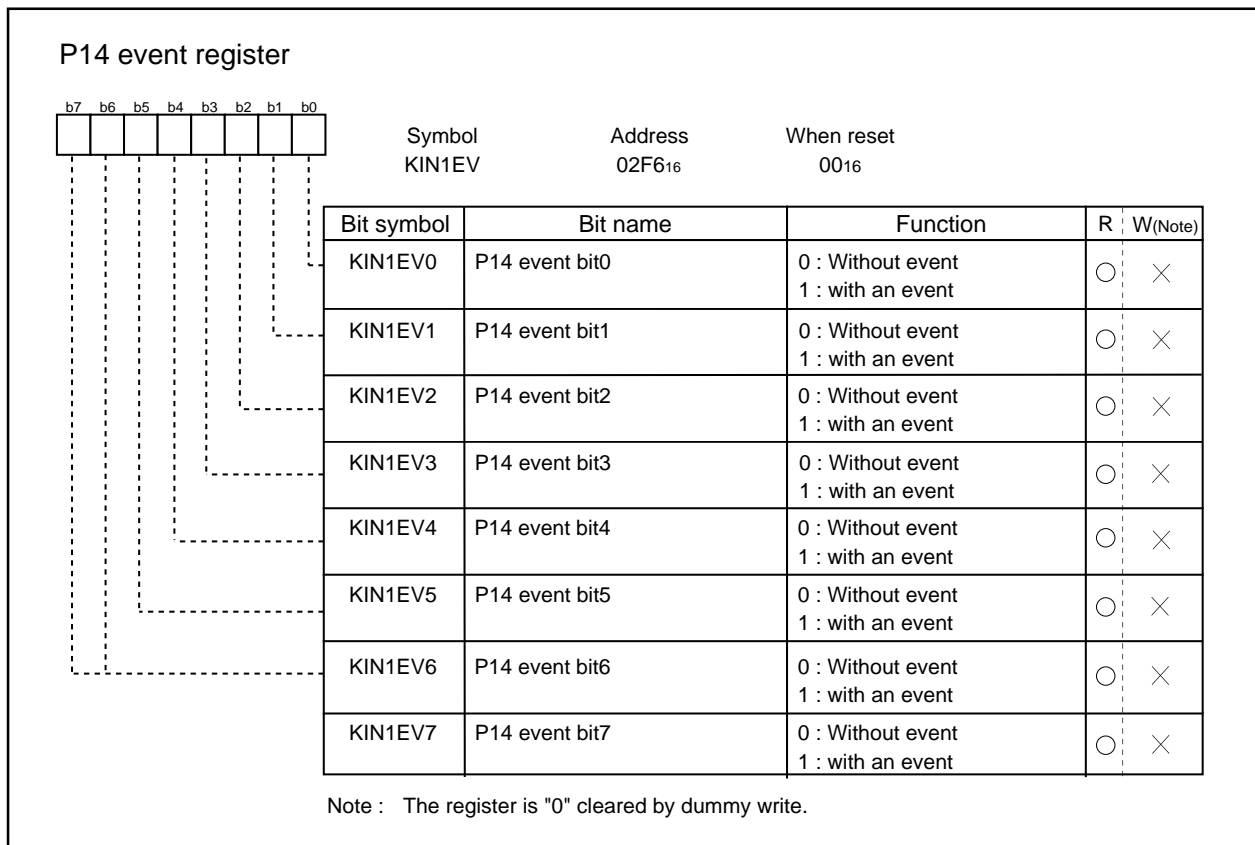 P14 event register
b7 b6 b5 b4 b3 b2 b1 b0
Symbol Address When reset
KIN1EV 02F616 0016
Bit symbol Bit name Function R W(Note)
KIN1EV0 P14 event bit0 0 : Without event
1 : with an event
KIN1EV1 P14 event bit1 0 : Without event
1 : with an event
KIN1EV2 P14 event bit2 0 : Without event
1 : with an event
KIN1EV3 P14 event bit3 0 : Without event
1 : with an event
KIN1EV4 P14 event bit4 0 : Without event
1 : with an event
KIN1EV5 P14 event bit5 0 : Without event
1 : with an event
KIN1EV6 P14 event bit6 0 : Without event
1 : with an event
KIN1EV7 P14 event bit7 0 : Without event
1 : with an event
Note : The register is "0" cleared by dummy write.